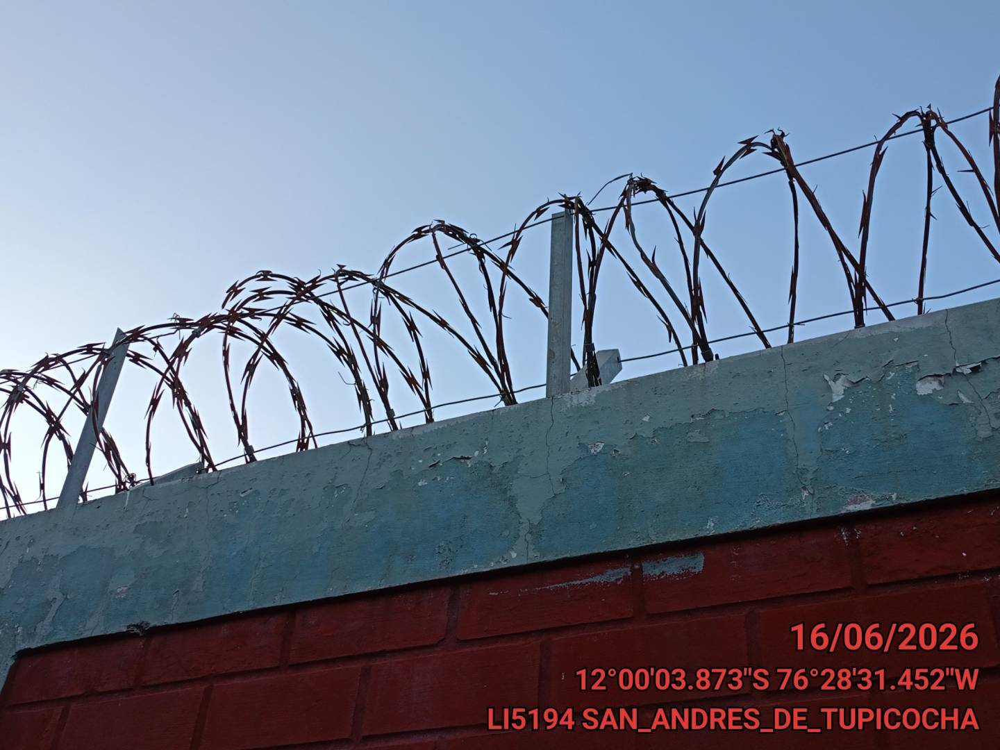 16/06/2026
12°00'03.873"S 76°28'31.452"W
LI5194 SAN_ANDRES_DE_TUPICOCHA